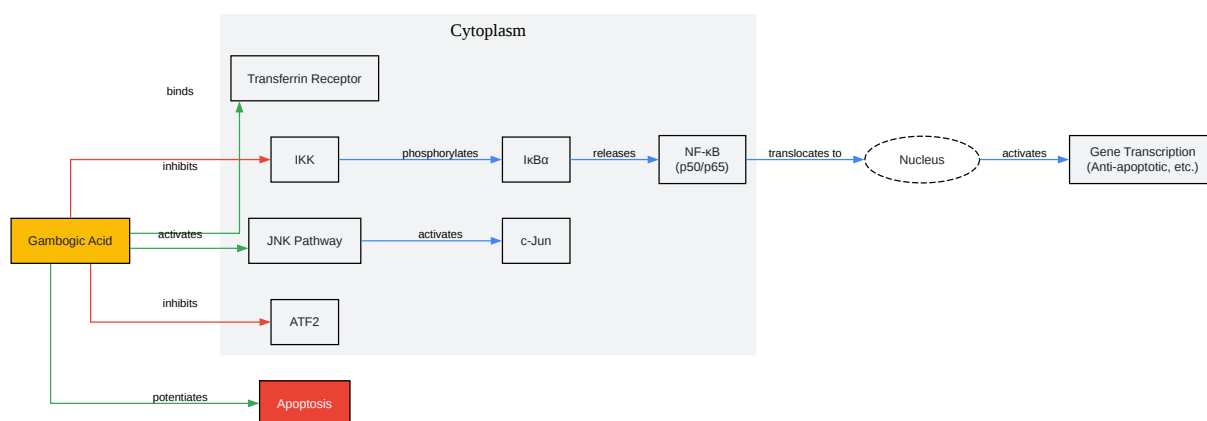 Cytoplasm
Transferrin Receptor
binds
inhibits
IKK
phosphorylates
IκBα
releases
NF-κB
(p50/p65)
translocates to
Nucleus
activates
Gene Transcription
(Anti-apoptotic, etc.)
Gambogic Acid
activates
JNK Pathway
activates
c-Jun
inhibits
ATF2
potentiates
Apoptosis